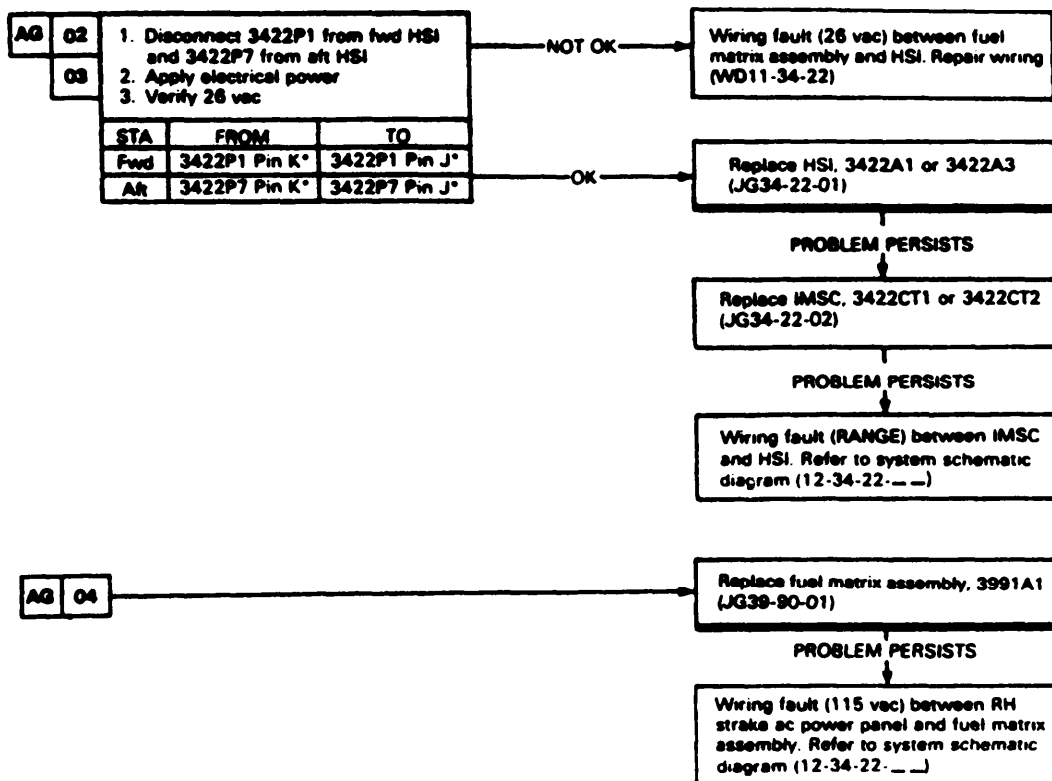 AG 02
03
1. Disconnect 3422P1 from fwd HSI
and 3422P7 from aft HSI
2. Apply electrical power
3. Verify 26 vac
STA FROM TO
Fwd 3422P1 Pin K* 3422P1 Pin J*
Aft 3422P7 Pin K* 3422P7 Pin J*
NOT OK
Wiring fault (26 vac) between fuel
matrix assembly and HSI. Repair wiring
(WD11-34-22)
OK
Replace HSI, 3422A1 or 3422A3
(JG34-22-01)
PROBLEM PERSISTS
Replace IMSC, 3422CT1 or 3422CT2
(JG34-22-02)
PROBLEM PERSISTS
Wiring fault (RANGE) between IMSC
and HSI. Refer to system schematic
diagram (12-34-22-_ _)
AG 04
Replace fuel matrix assembly, 3991A1
(JG39-90-01)
PROBLEM PERSISTS
Wiring fault (115 vac) between RH
strake ac power panel and fuel matrix
assembly. Refer to system schematic
diagram (12-34-22-_ _)